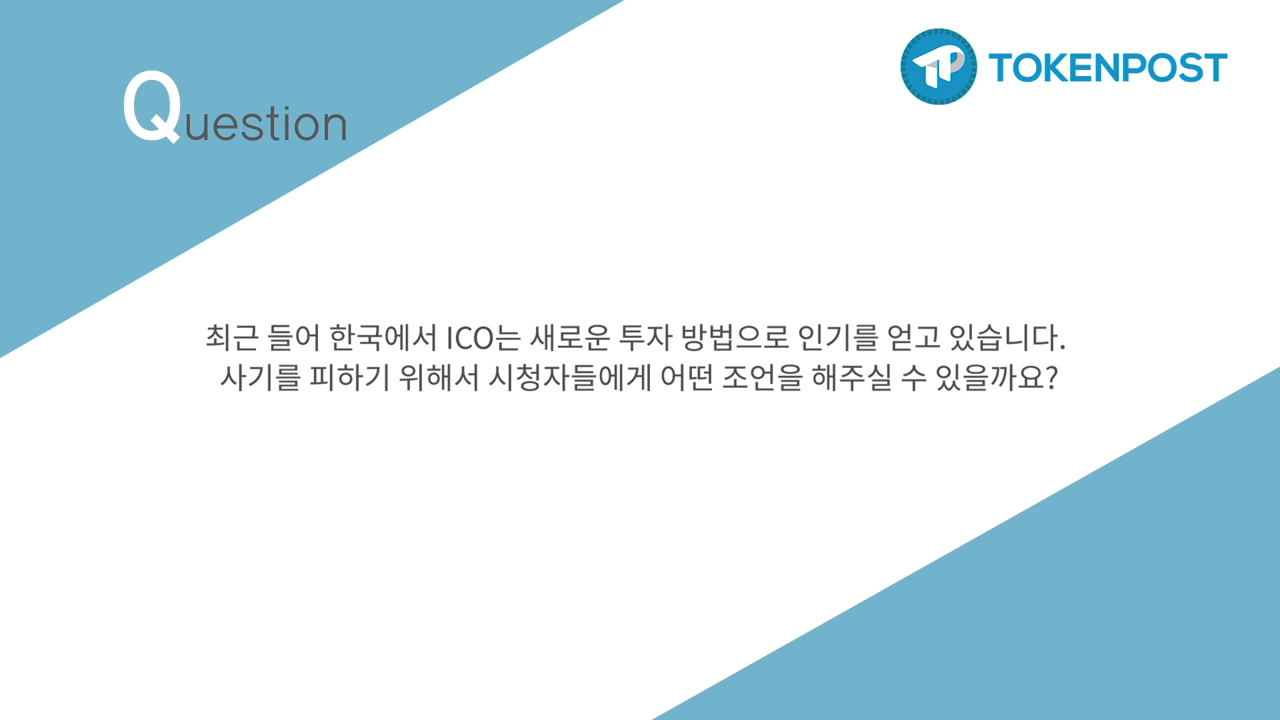 Question
TOKENPOST
최근 들어 한국에서 ICO는 새로운 투자 방법으로 인기를 얻고 있습니다.
사기를 피하기 위해서 시청자들에게 어떤 조언을 해주실 수 있을까요?